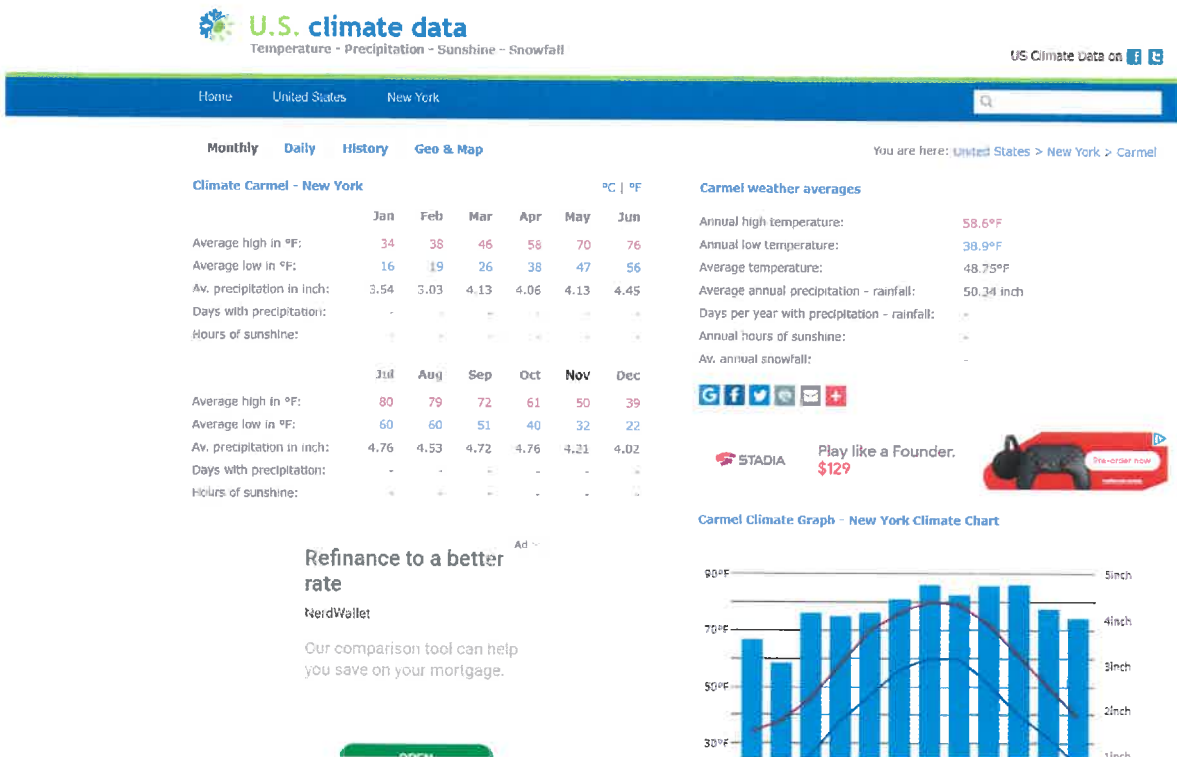 U.S. climate data
Temperature - Precipitation - Sunshine - Snowfall
US Climate Data on
Home United States New York
Monthly Daily History Geo & Map
You are here: United States > New York > Carmel
Climate Carmel - New York °C | °F
Jan Feb Mar Apr May Jun
Average high in °F: 34 38 46 58 70 76
Average low in °F: 16 19 26 38 47 56
Av. precipitation in inch: 3.54 3.03 4.13 4.06 4.13 4.45
Days with precipitation: - - - - - -
Hours of sunshine: - - - - - -
Jul Aug Sep Oct Nov Dec
Average high in °F: 80 79 72 61 50 39
Average low in °F: 60 60 51 40 32 22
Av. precipitation in inch: 4.76 4.53 4.72 4.76 4.21 4.02
Days with precipitation: - - - - - -
Hours of sunshine: - - - - - -
Carmel weather averages
Annual high temperature: 58.6°F
Annual low temperature: 38.9°F
Average temperature: 48.75°F
Average annual precipitation - rainfall: 50.34 inch
Days per year with precipitation - rainfall: -
Annual hours of sunshine: -
Av. annual snowfall: -
STADIA
Play like a Founder.
$129
Pre-order now
Ad
Refinance to a better
rate
NerdWallet
Our comparison tool can help
you save on your mortgage.
OPEN
Carmel Climate Graph - New York Climate Chart
90°F 5inch
4inch
70°F
3inch
50°F
2inch
30°F
1inch